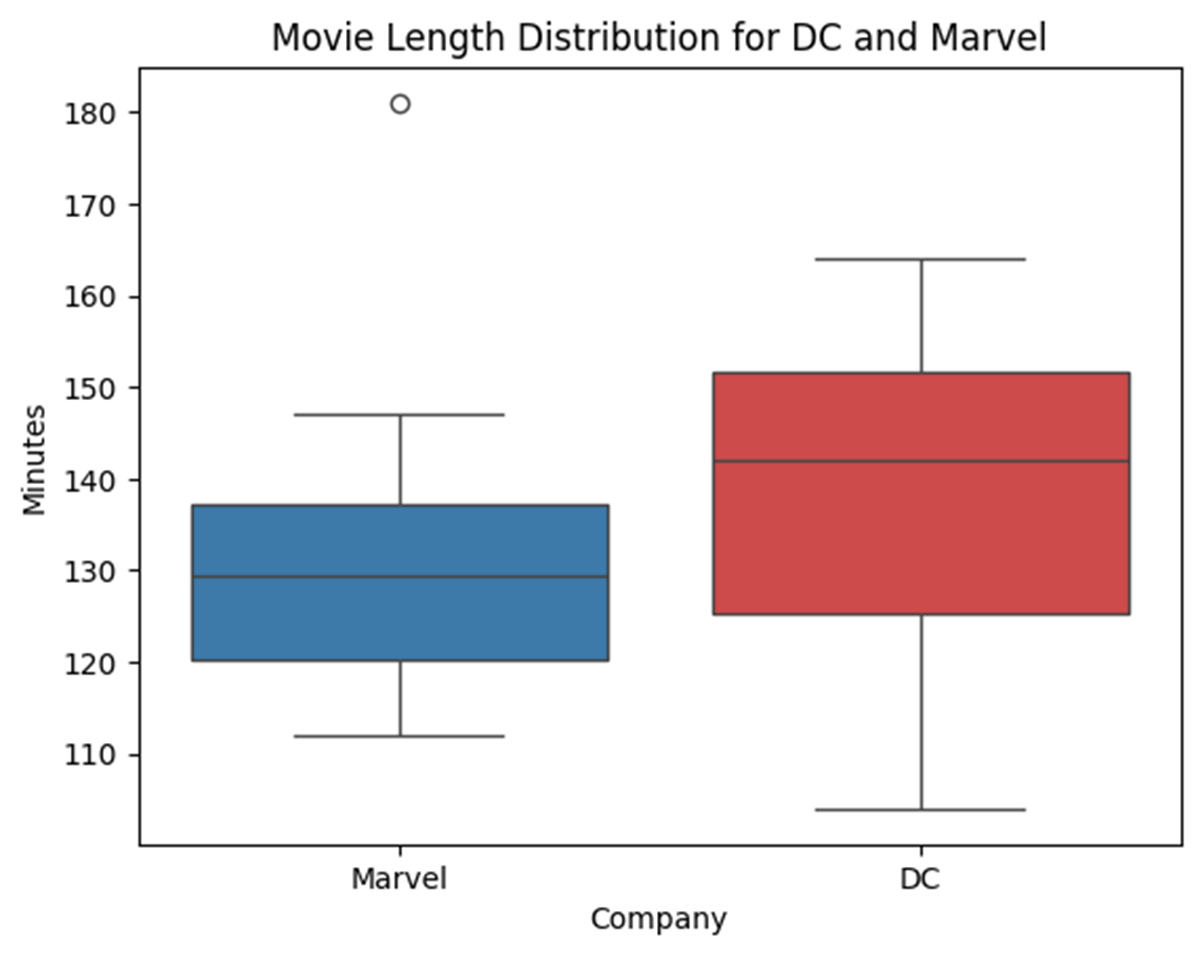 Movie Length Distribution for DC and Marvel
180
170
160
150
140
130
120
110
Minutes
Marvel
DC
Company